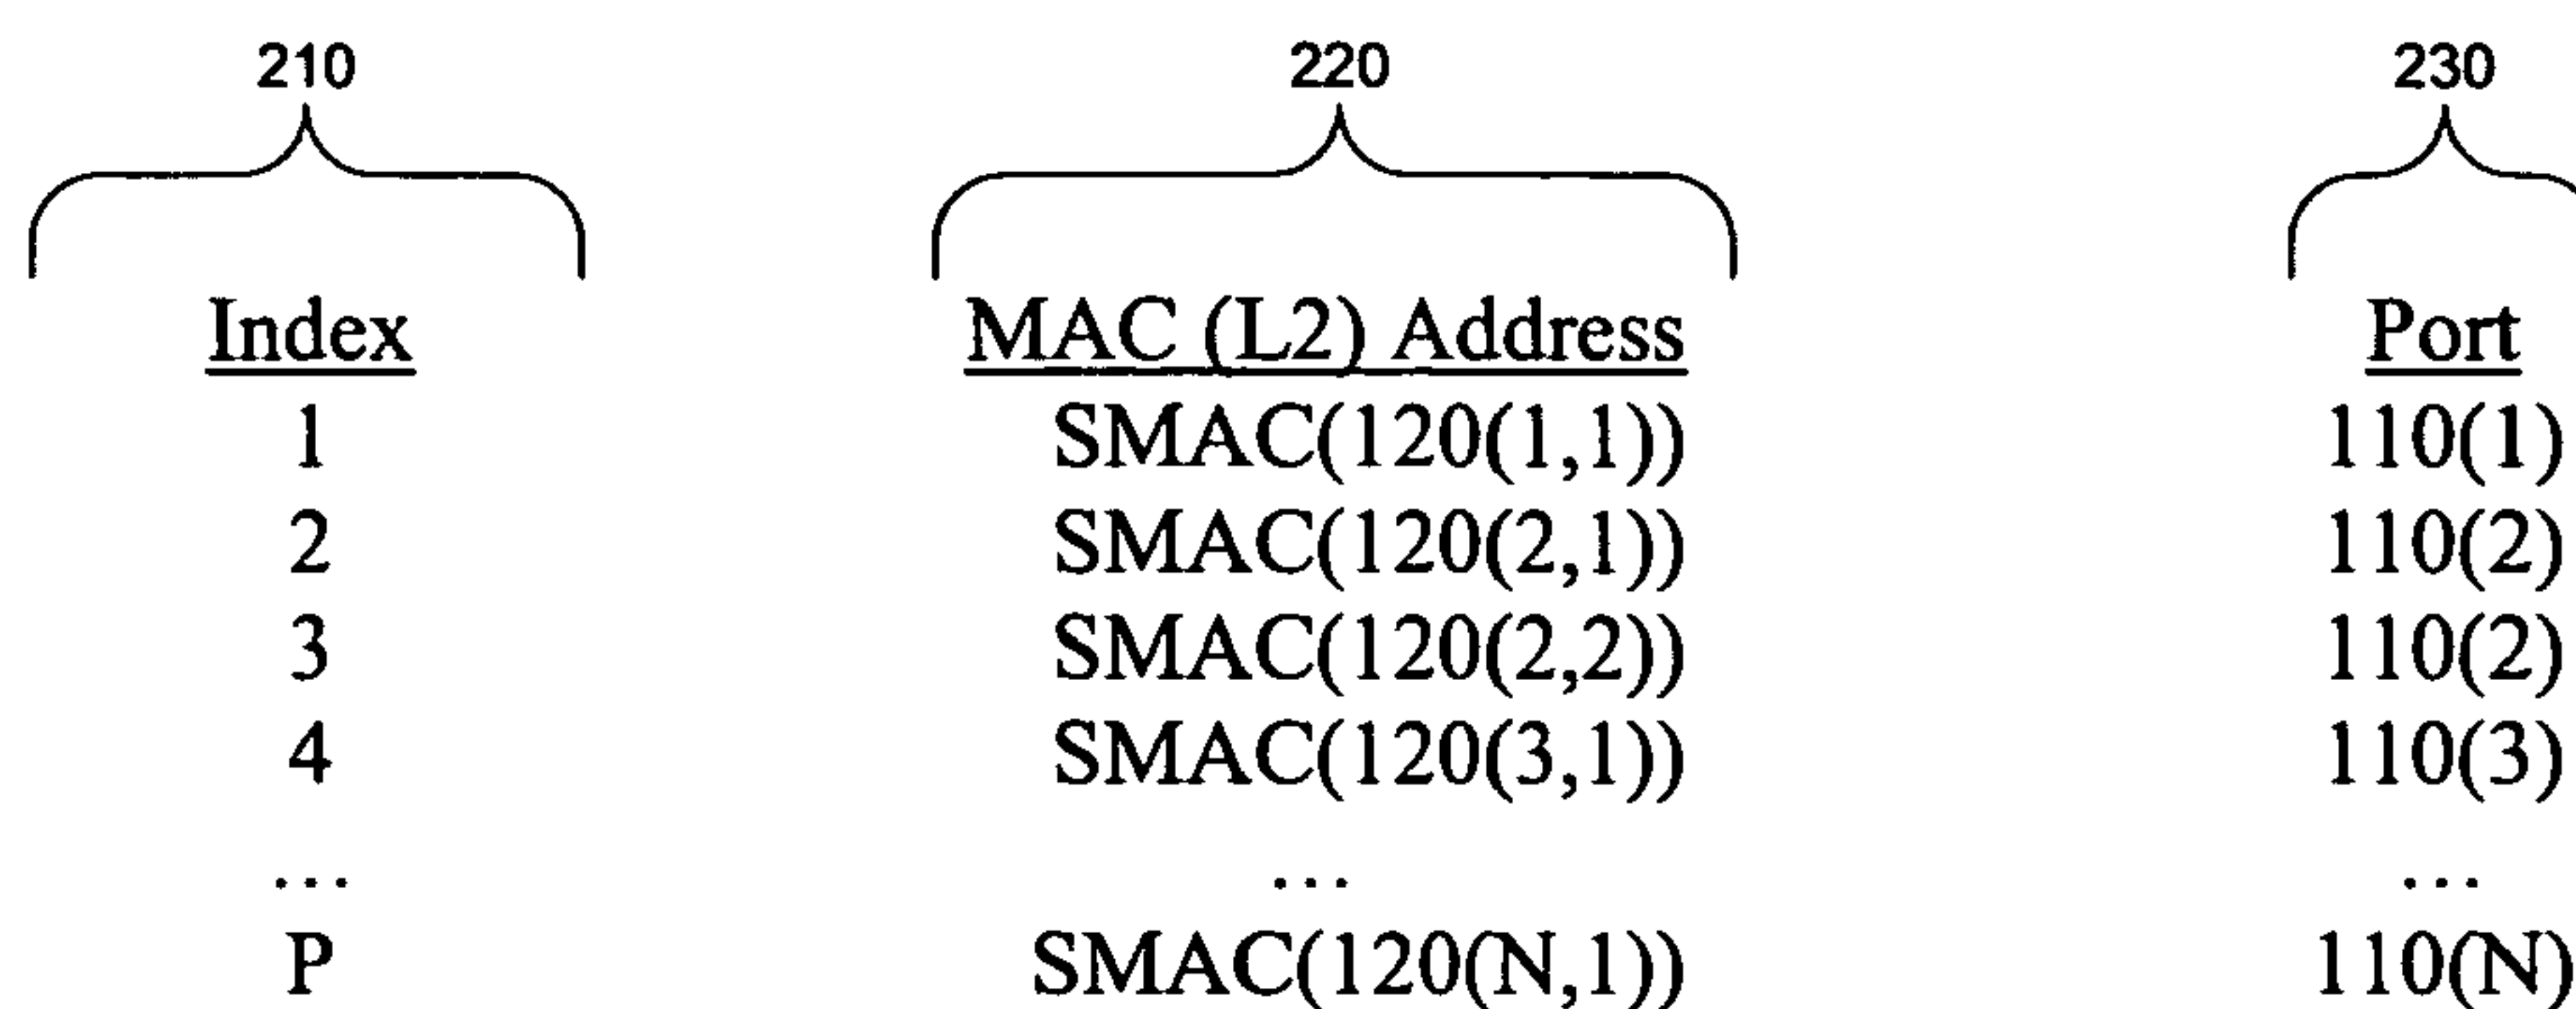 210 220 230
Index MAC (L2) Address Port
1 SMAC(120(1,1)) 110(1)
2 SMAC(120(2,1)) 110(2)
3 SMAC(120(2,2)) 110(2)
4 SMAC(120(3,1)) 110(3)
... ... ...
P SMAC(120(N,1)) 110(N)